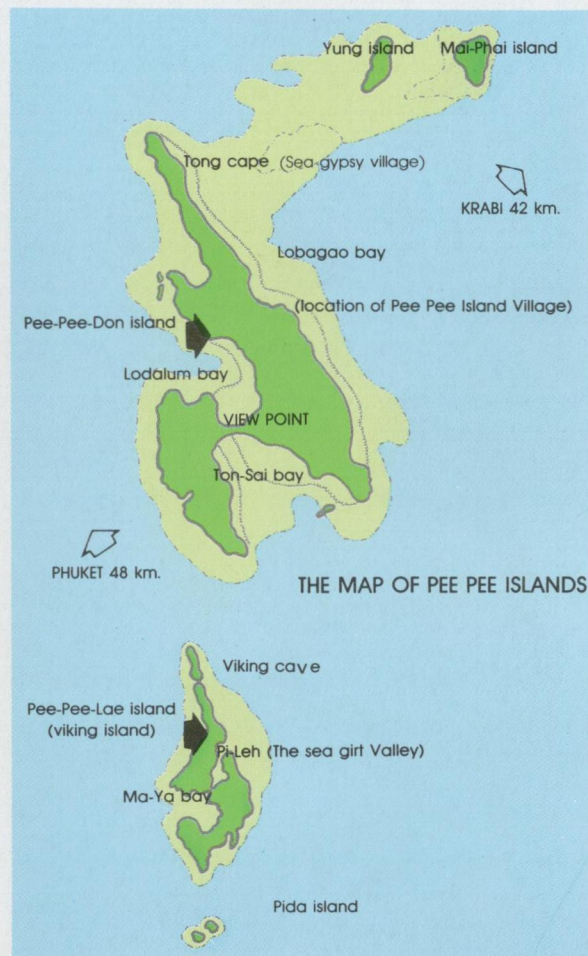 Yung island
Mai-Phai island
Tong cape (Sea-gypsy village)
KRABI 42 km.
Lobagao bay
(location of Pee Pee Island Village)
Pee-Pee-Don island
Lodalum bay
VIEW POINT
Ton-Sai bay
PHUKET 48 km.
THE MAP OF PEE PEE ISLANDS
Viking cave
Pee-Pee-Lae island
(viking island)
Pi-Leh (The sea girt Valley)
Ma-Ya bay
Pida island